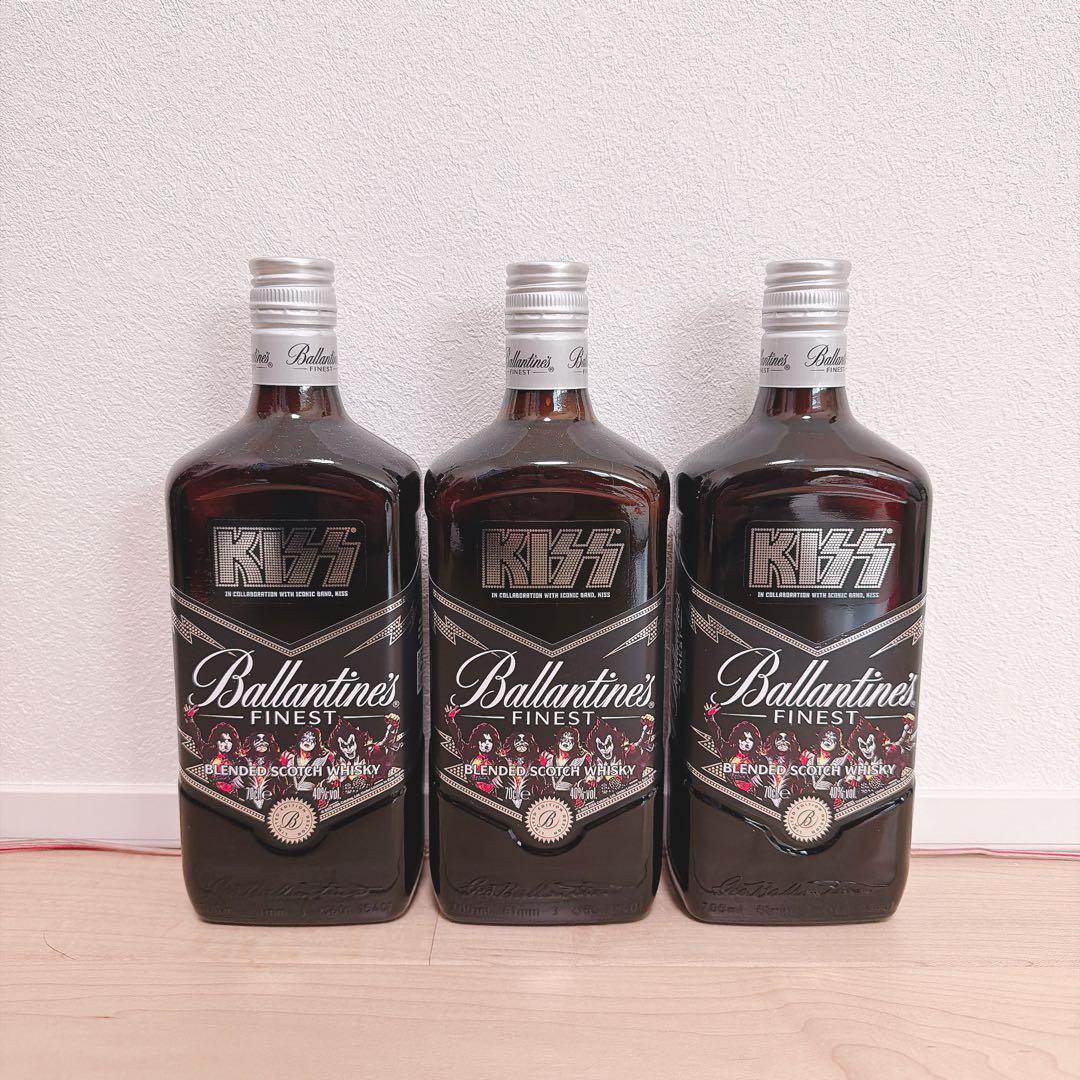 Ballantine's
FINEST
KISS
IN COLLABORATION WITH ICONIC BAND, KISS
Ballantine's
FINEST
BLENDED SCOTCH WHISKY
70cl e 40%vol.
B
Ballantine's
FINEST
Ballantine's
KISS
IN COLLABORATION WITH ICONIC BAND, KISS
Ballantine's
FINEST
BLENDED SCOTCH WHISKY
70cl e 40%vol.
B
Ballantine's
FINEST
KISS
IN COLLABORATION WITH ICONIC BAND, KISS
Ballantine's
FINEST
BLENDED SCOTCH WHISKY
70cl e 40%vol.
B
700ml